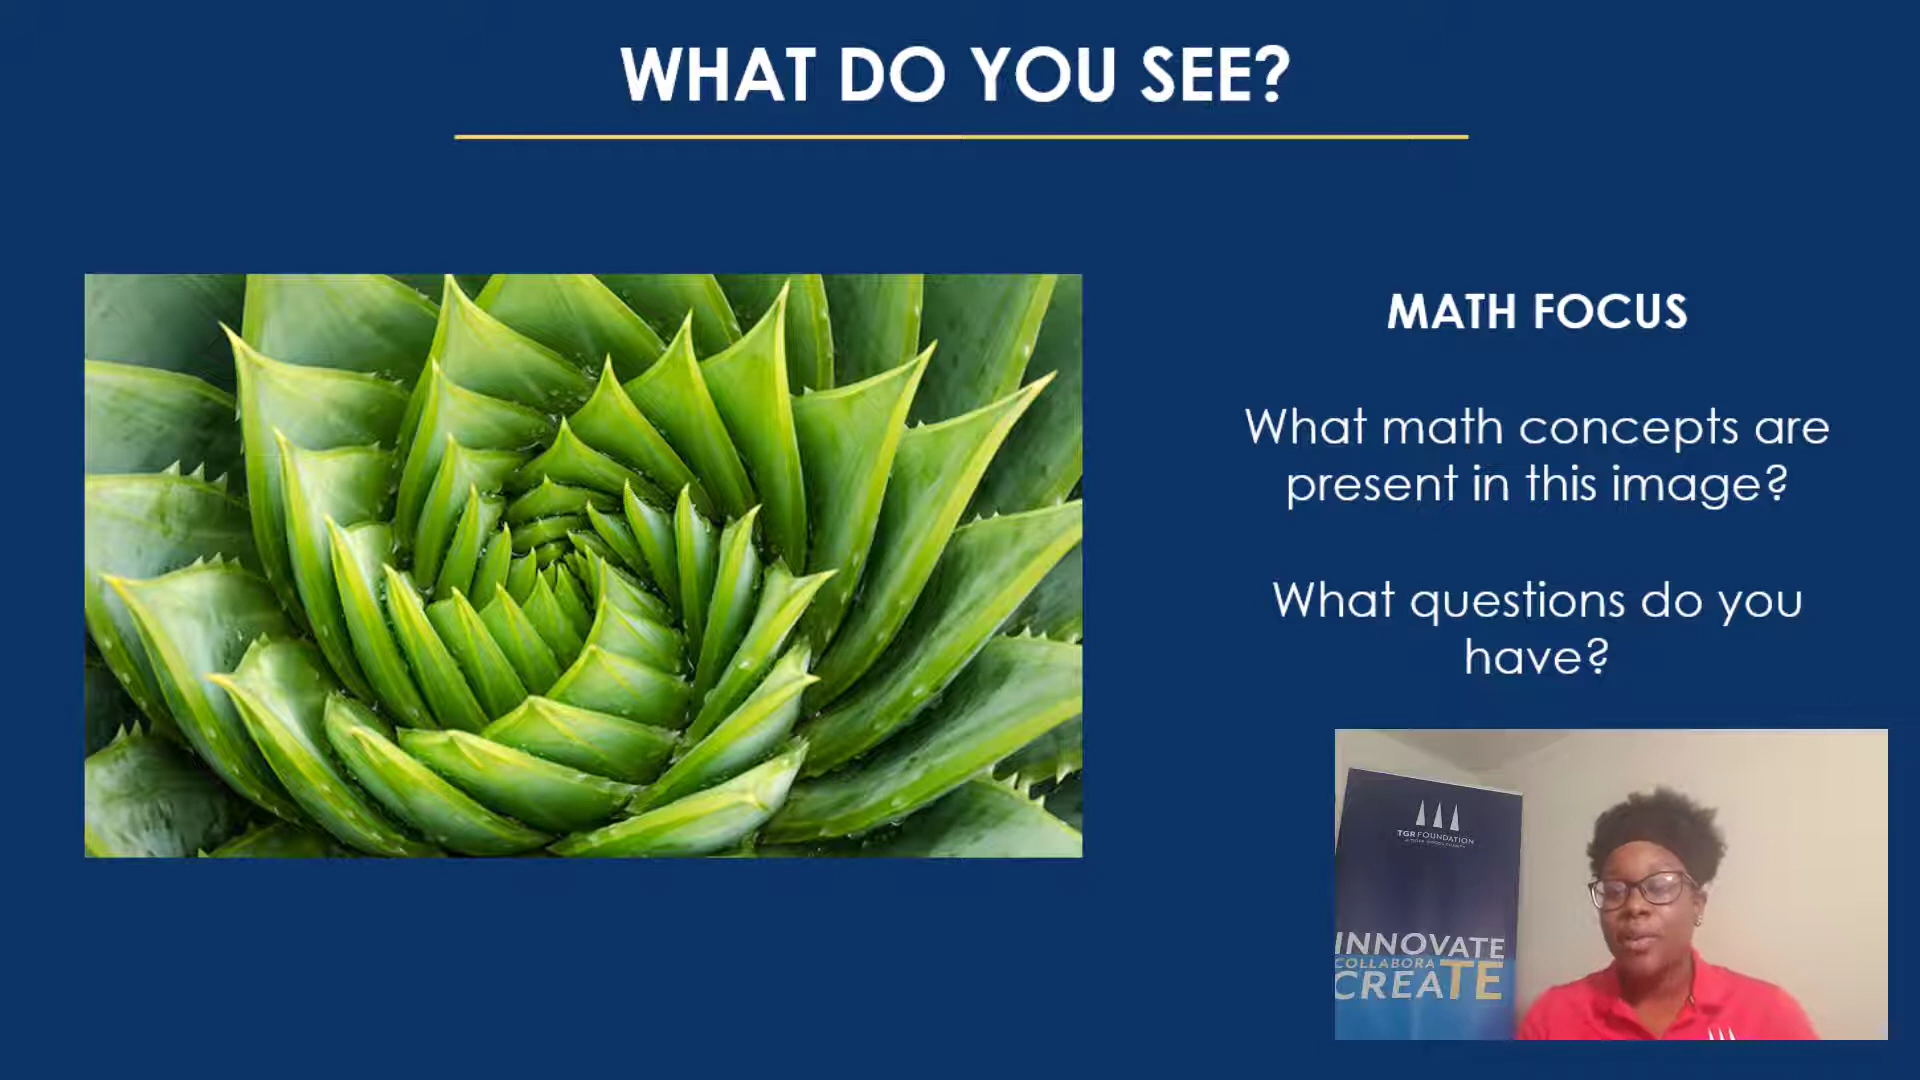 WHAT DO YOU SEE?
MATH FOCUS
What math concepts are
present in this image?
What questions do you
have?
TGR FOUNDATION
INNOVATE
COLLABORA
CREATE